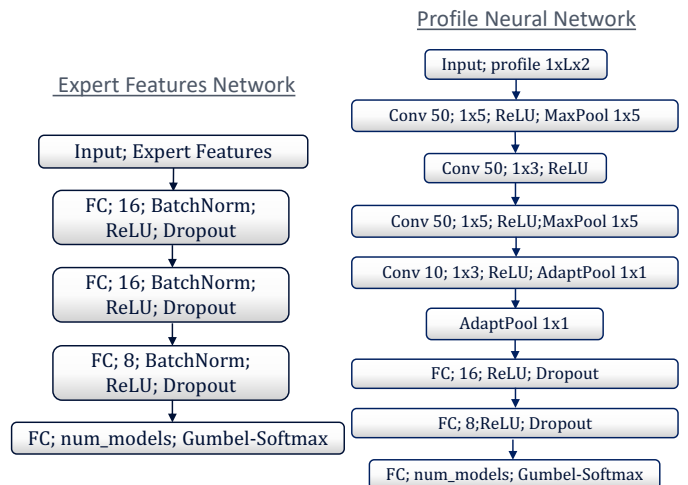 Expert Features Network
Input; Expert Features
FC; 16; BatchNorm;
ReLU; Dropout
FC; 16; BatchNorm;
ReLU; Dropout
FC; 8; BatchNorm;
ReLU; Dropout
FC; num_models; Gumbel-Softmax
Profile Neural Network
Input; profile 1xLx2
Conv 50; 1x5; ReLU; MaxPool 1x5
Conv 50; 1x3; ReLU
Conv 50; 1x5; ReLU;MaxPool 1x5
Conv 10; 1x3; ReLU; AdaptPool 1x1
AdaptPool 1x1
FC; 16; ReLU; Dropout
FC; 8;ReLU; Dropout
FC; num_models; Gumbel-Softmax